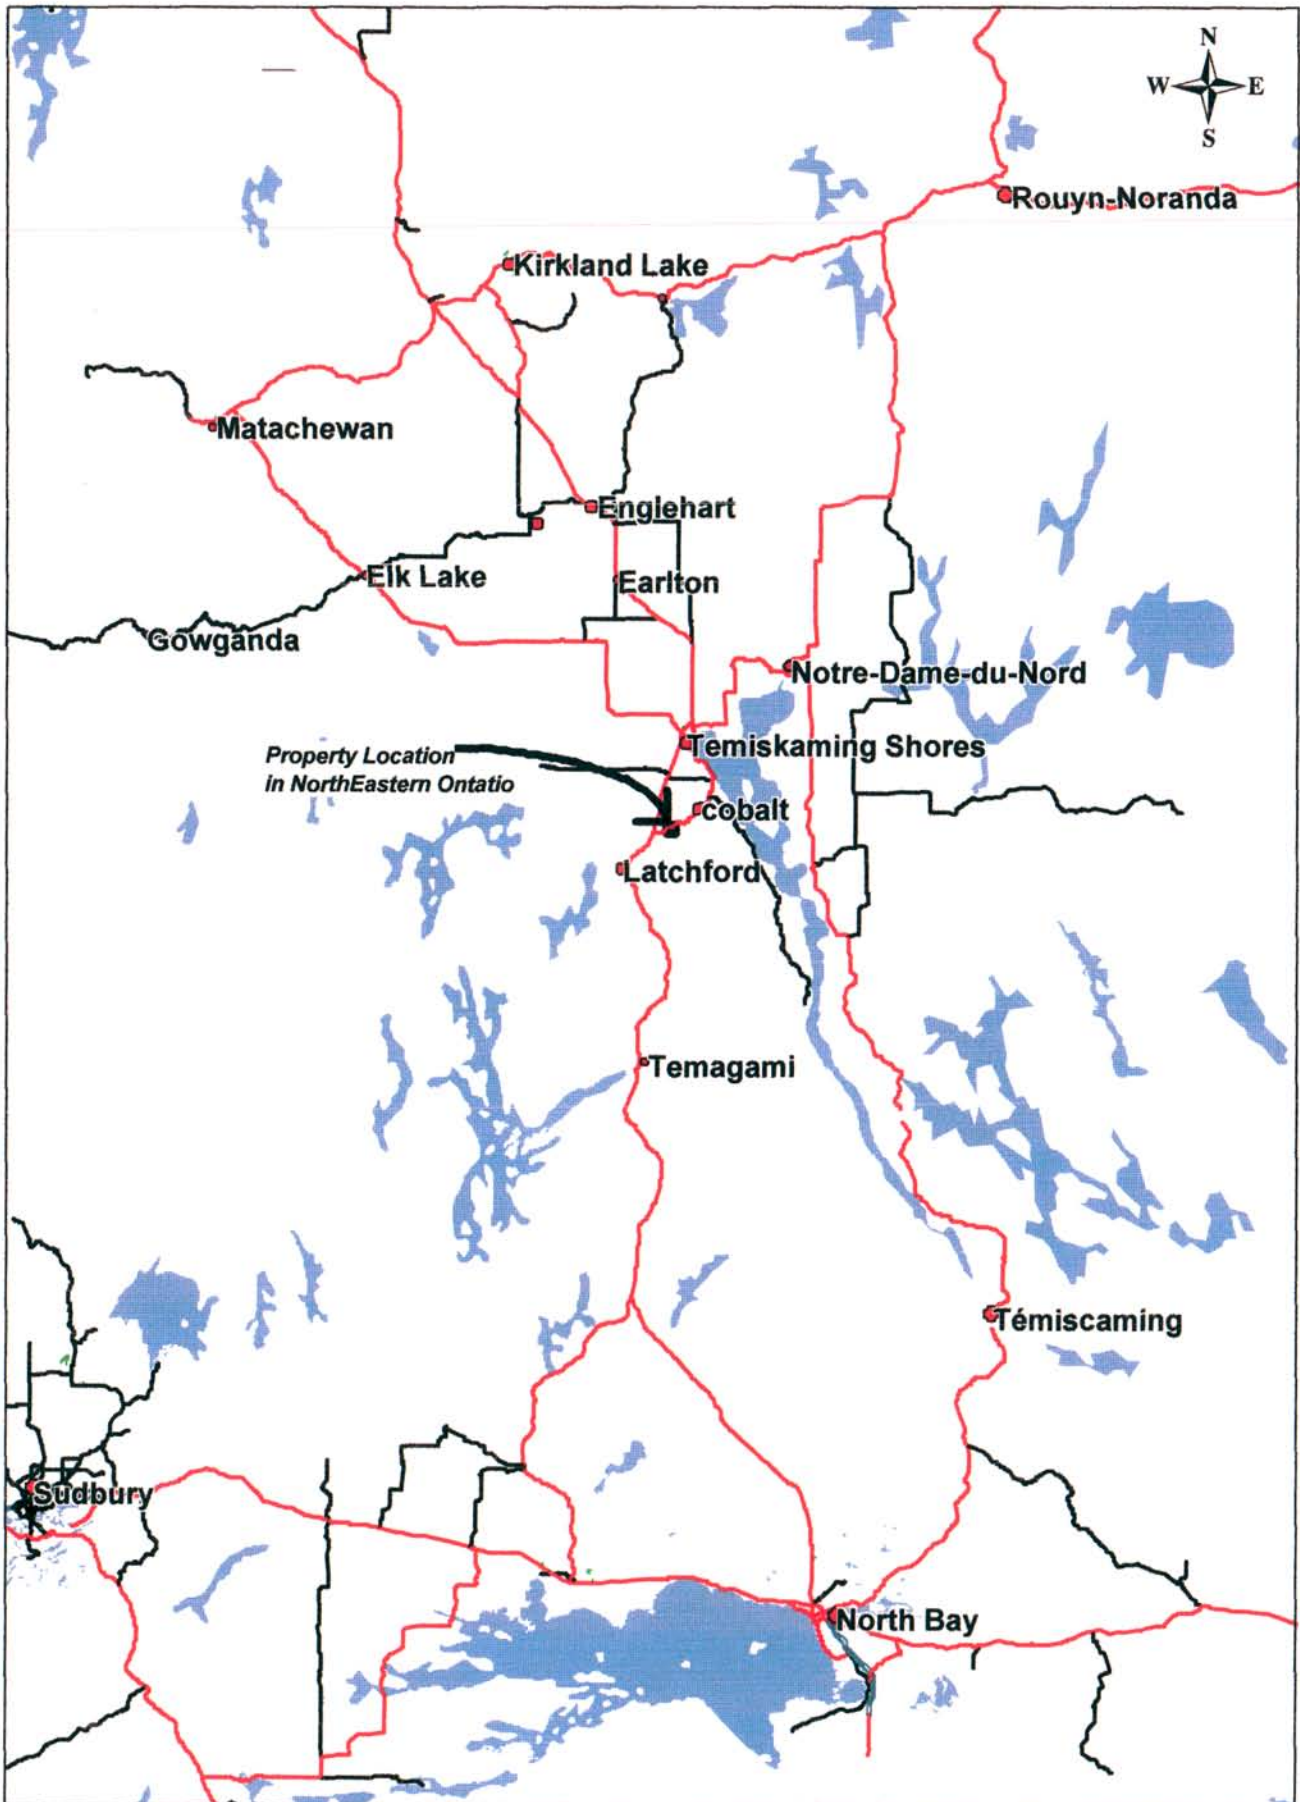 N
W E
S
Rouyn-Noranda
Kirkland Lake
Matachewan
Englehart
Elk Lake
Earlton
Gowganda
Notre-Dame-du-Nord
Temiskaming Shores
Property Location
in NorthEastern Ontatio
cobalt
Latchford
Temagami
Témiscaming
Sudbury
North Bay